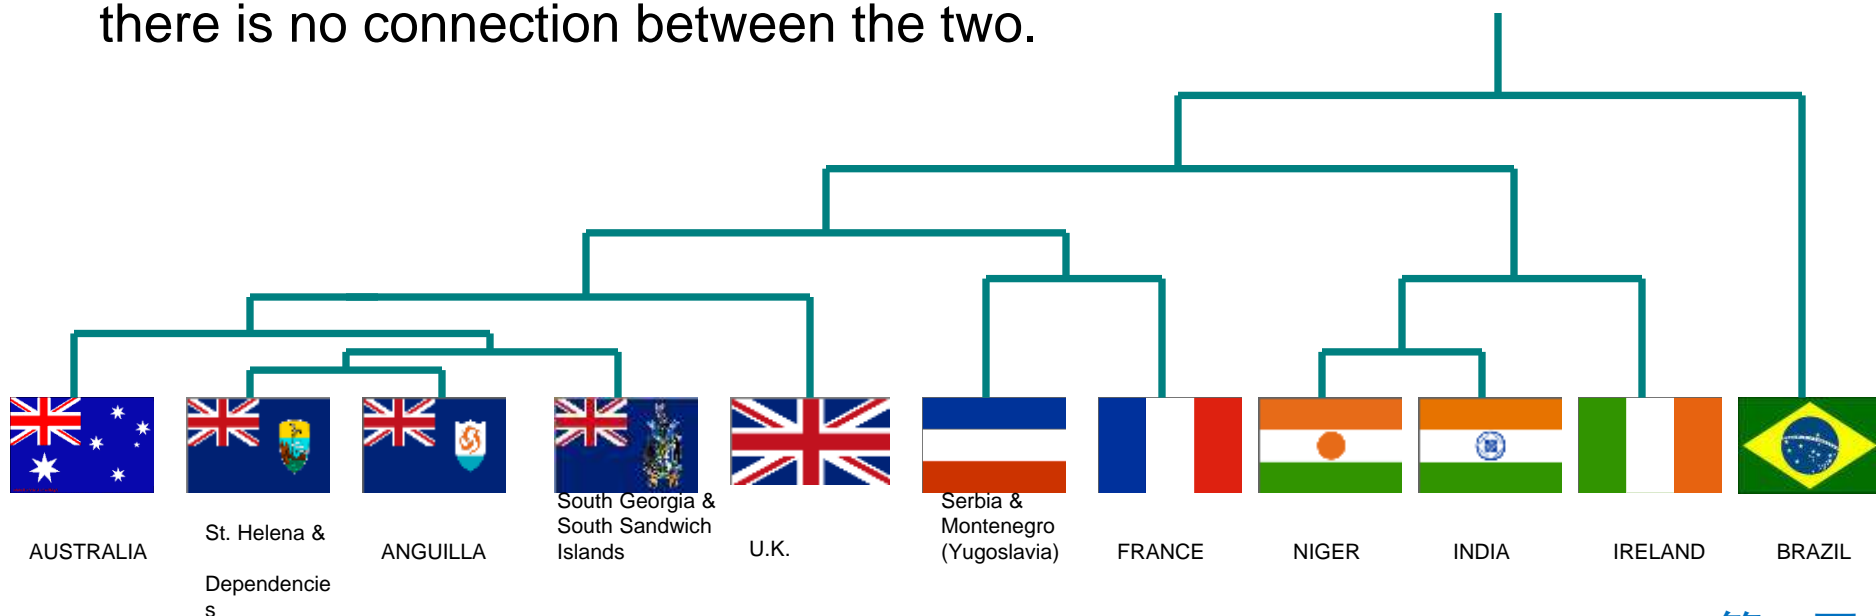 there is no connection between the two.
AUSTRALIA
St. Helena &
Dependencie
s
ANGUILLA
South Georgia &
South Sandwich
Islands
U.K.
Serbia &
Montenegro
(Yugoslavia)
FRANCE
NIGER
INDIA
IRELAND
BRAZIL